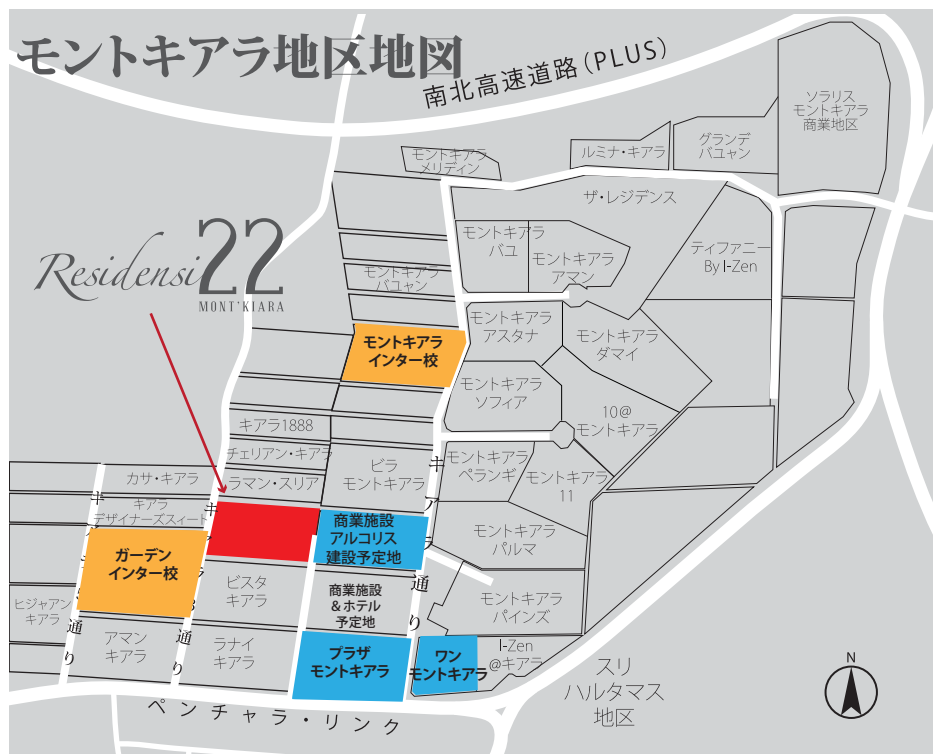 モントキアラ地区地図
南北高速道路(PLUS)
ソラリス
モントキアラ
商業地区
グランデ
バユャン
ルミナ・キアラ
モントキアラ
メリディン
ザ・レジデンス
モントキアラ
バユ
モントキアラ
アマン
ティファニー
By I-Zen
Residensi 22
MONT'KIARA
モントキアラ
バユャン
モントキアラ
アスタナ
モントキアラ
ダマイ
モントキアラ
インター校
モントキアラ
ソフィア
10@
モントキアラ
キアラ1888
チェリアン・キアラ
ラマン・スリア
ビラ
モントキアラ
モントキアラ
ペランギ
モントキアラ
11
カサ・キアラ
キアラ
デザイナーズスィート
商業施設
アルコリス
建設予定地
モントキアラ
パルマ
ガーデン
インター校
ビスタ
キアラ
商業施設
&ホテル
予定地
モントキアラ
パインズ
ヒジャアン
キアラ
アマン
キアラ
ラナイ
キアラ
プラザ
モントキアラ
ワン
モントキアラ
I-Zen
@キアラ
スリ
ハルタマス
地区
ペンチャラ・リンク
N